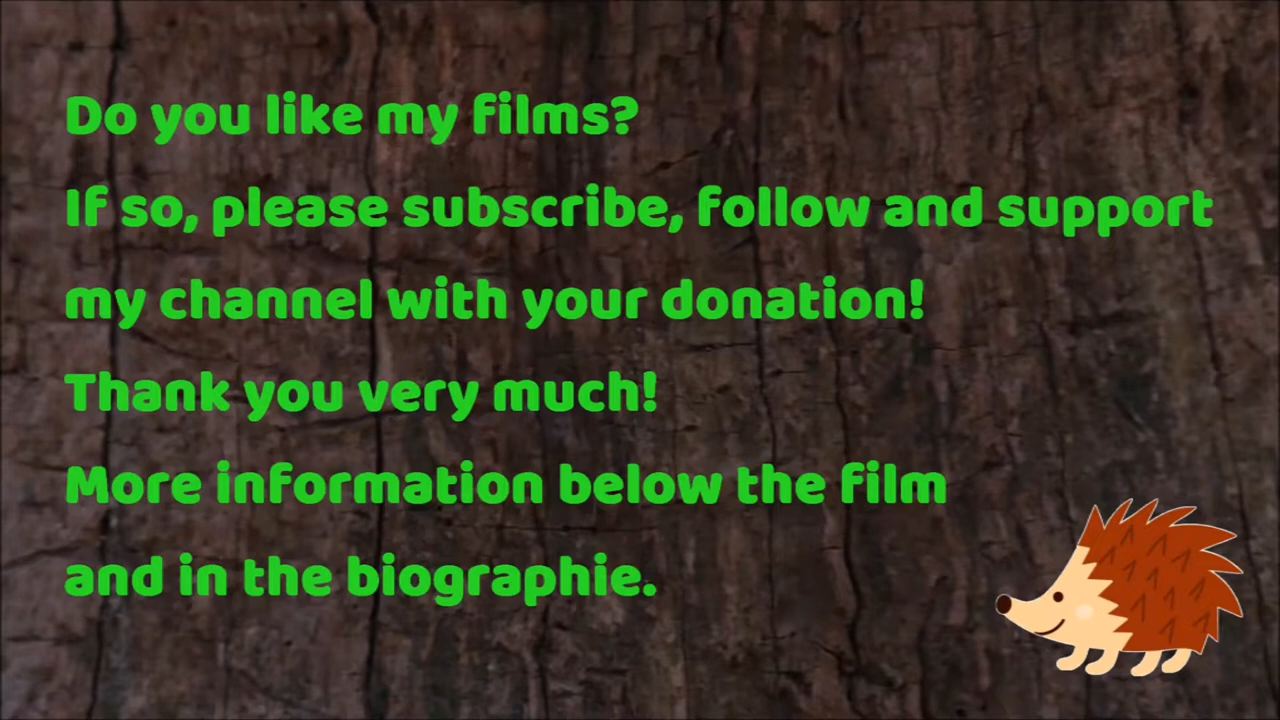 Do you like my films?
If so, please subscribe, follow and support
my channel with your donation!
Thank you very much!
More information below the film
and in the biographie.